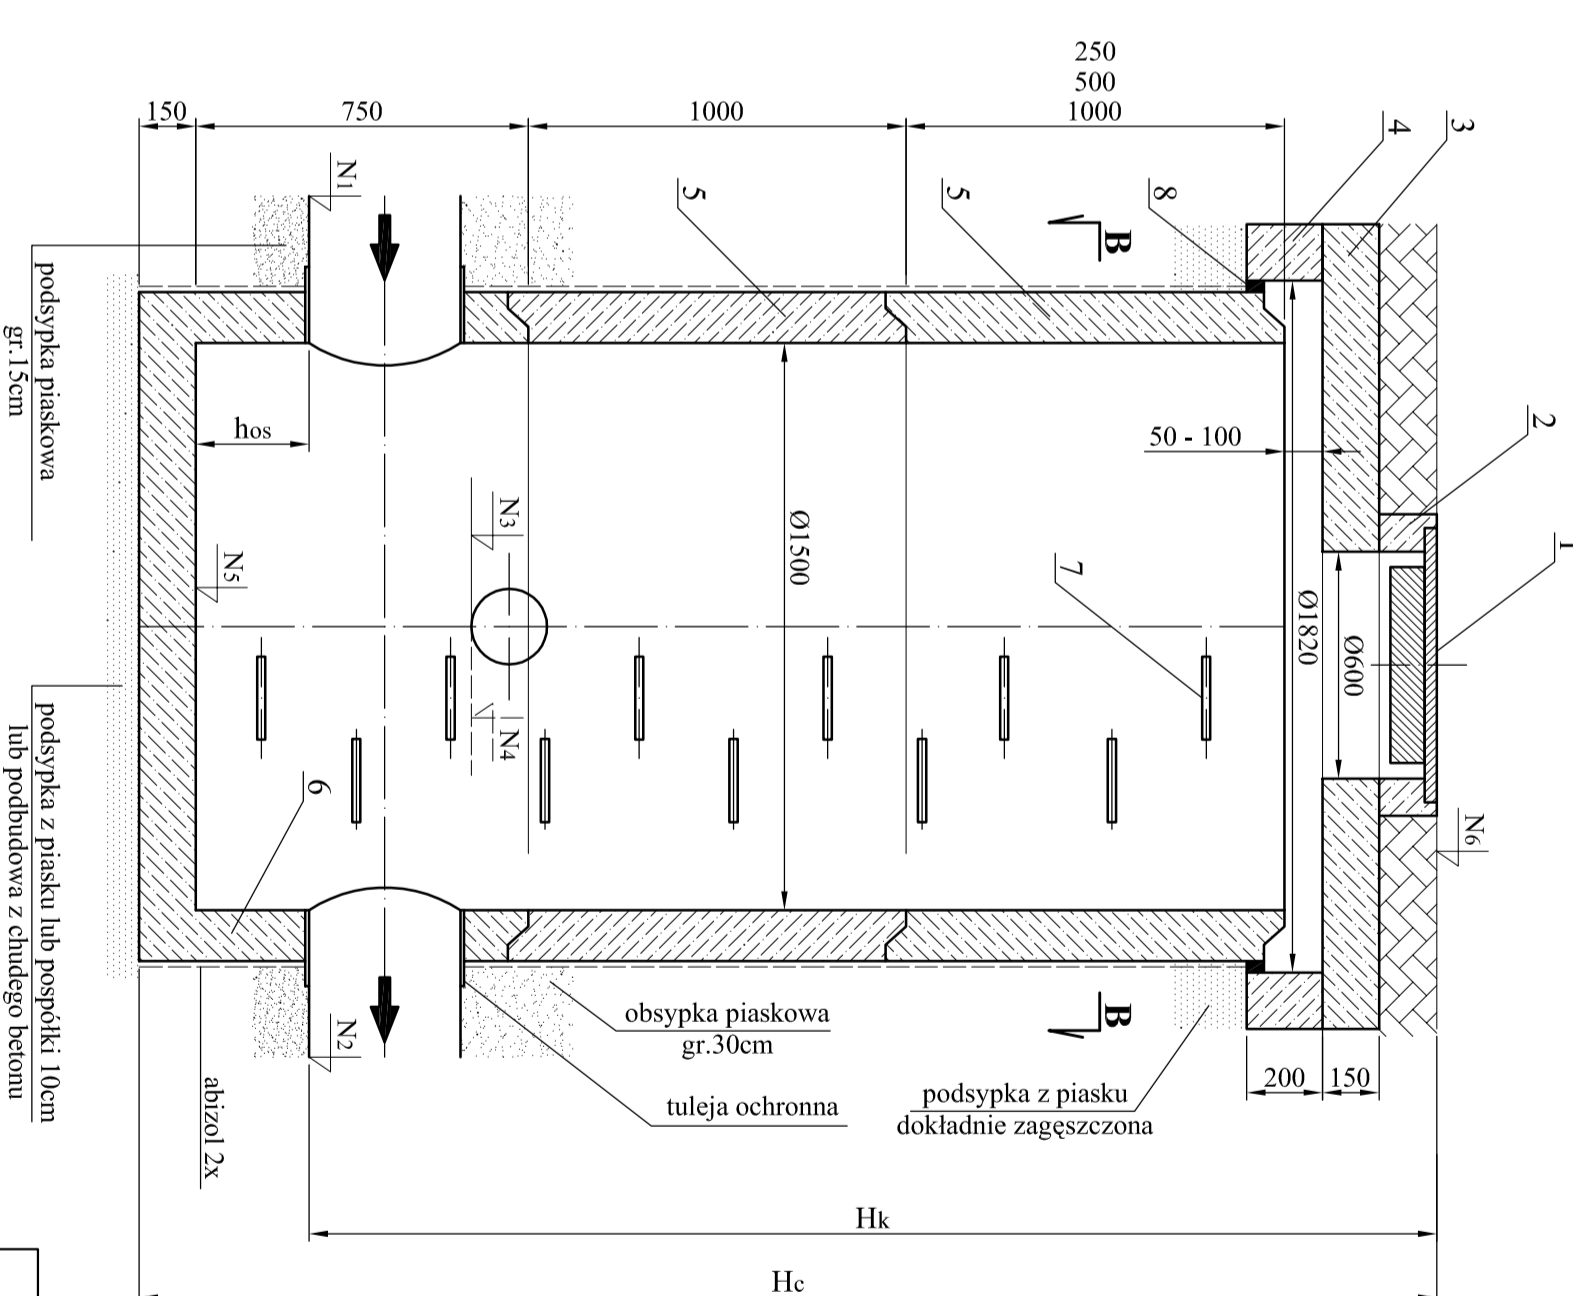 250
500
1000
1000
750
150
3
4
5
5
8
B
N1
podsypka piaskowa
gr.15cm
hos
50 - 100
2
1
Ø1500
N3
N5
7
Ø1820
Ø600
N4
6
N6
podsypka z piasku lub pospółki 10cm
lub podbudowa z chudego betonu
abizol 2x
N2
B
obsypka piaskowa
gr.30cm
tuleja ochronna
podsypka z piasku
dokładnie zagęszczona
200
150
Hk
Hc